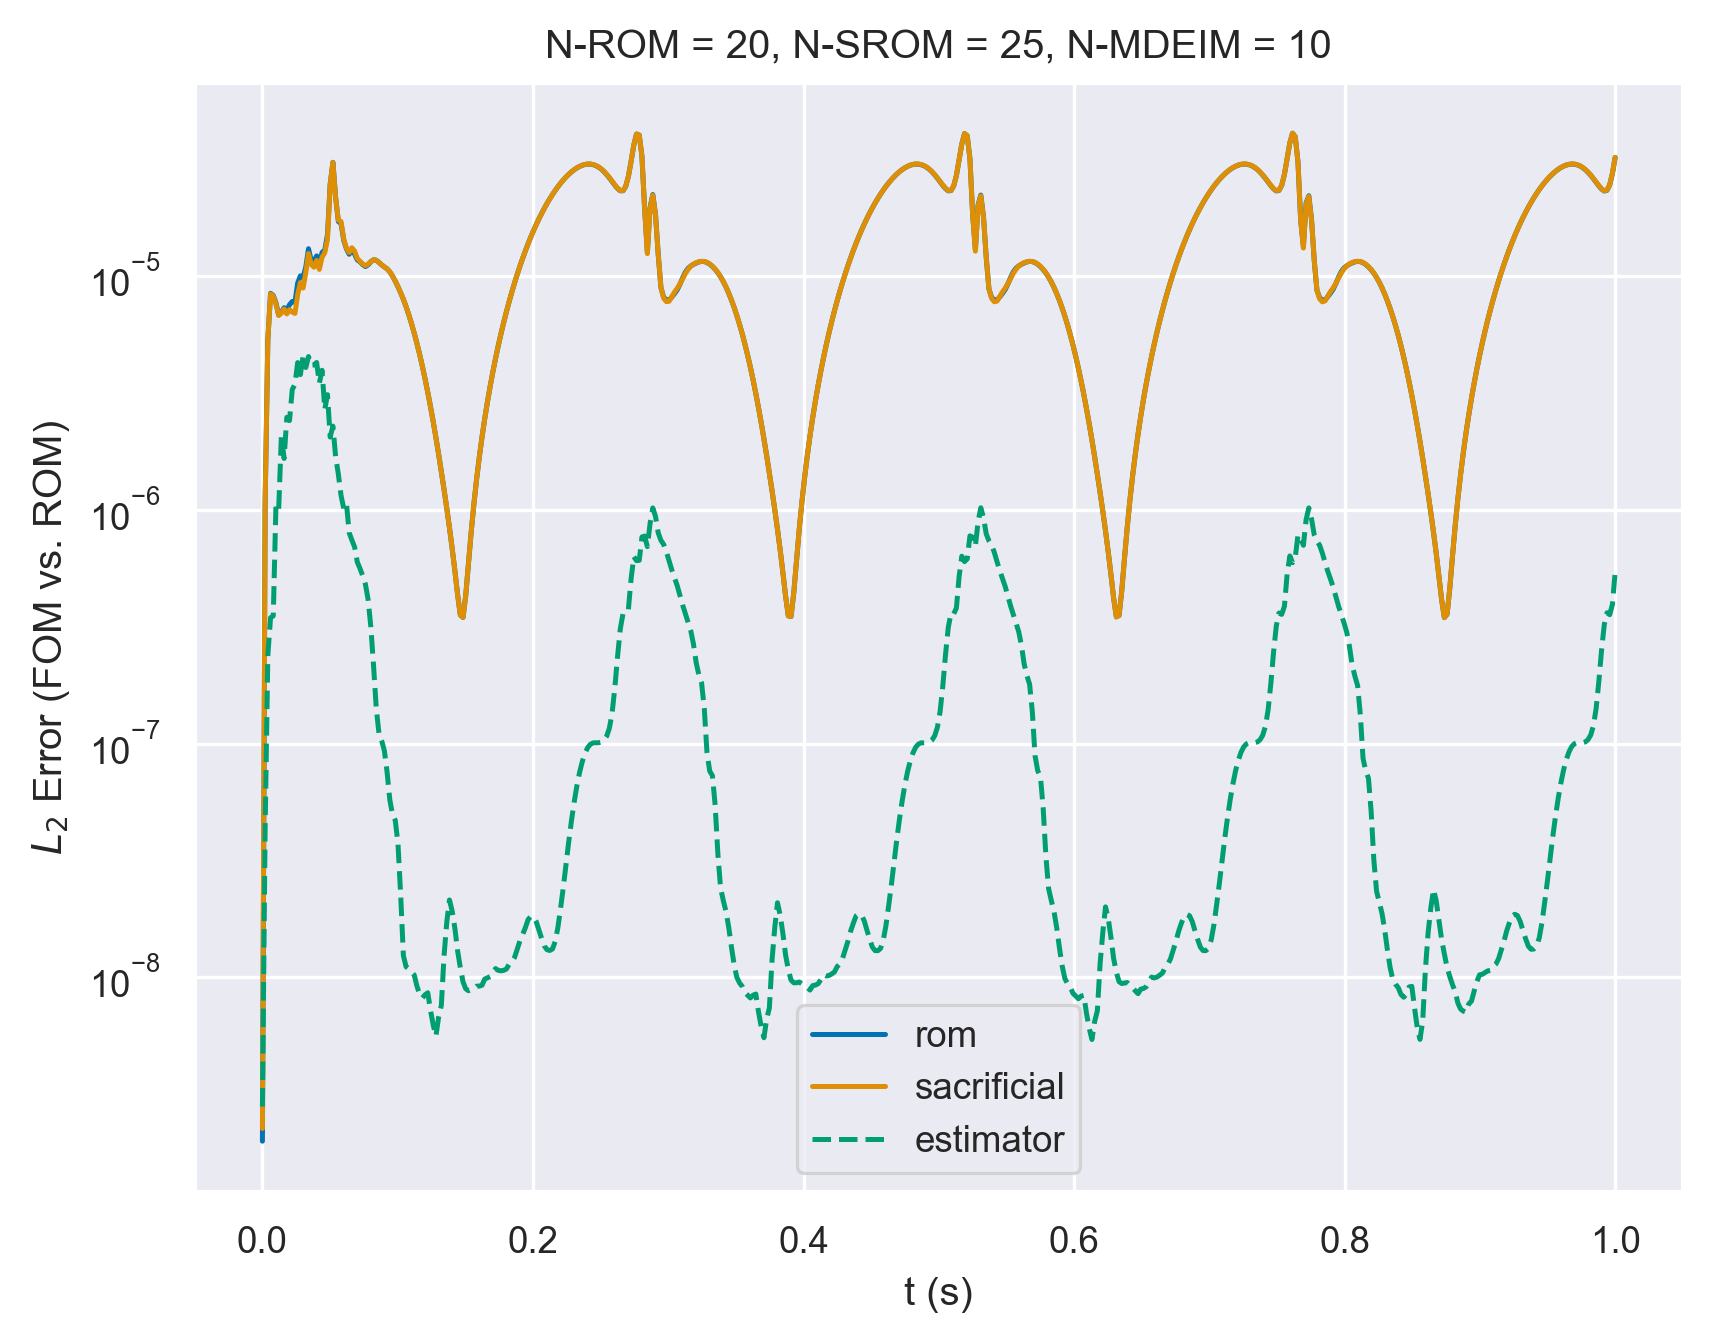 N-ROM = 20, N-SROM = 25, N-MDEIM = 10
L₂ Error (FOM vs. ROM)
10⁻⁵
10⁻⁶
10⁻⁷
10⁻⁸
rom
sacrificial
estimator
0.0 0.2 0.4 0.6 0.8 1.0
t (s)